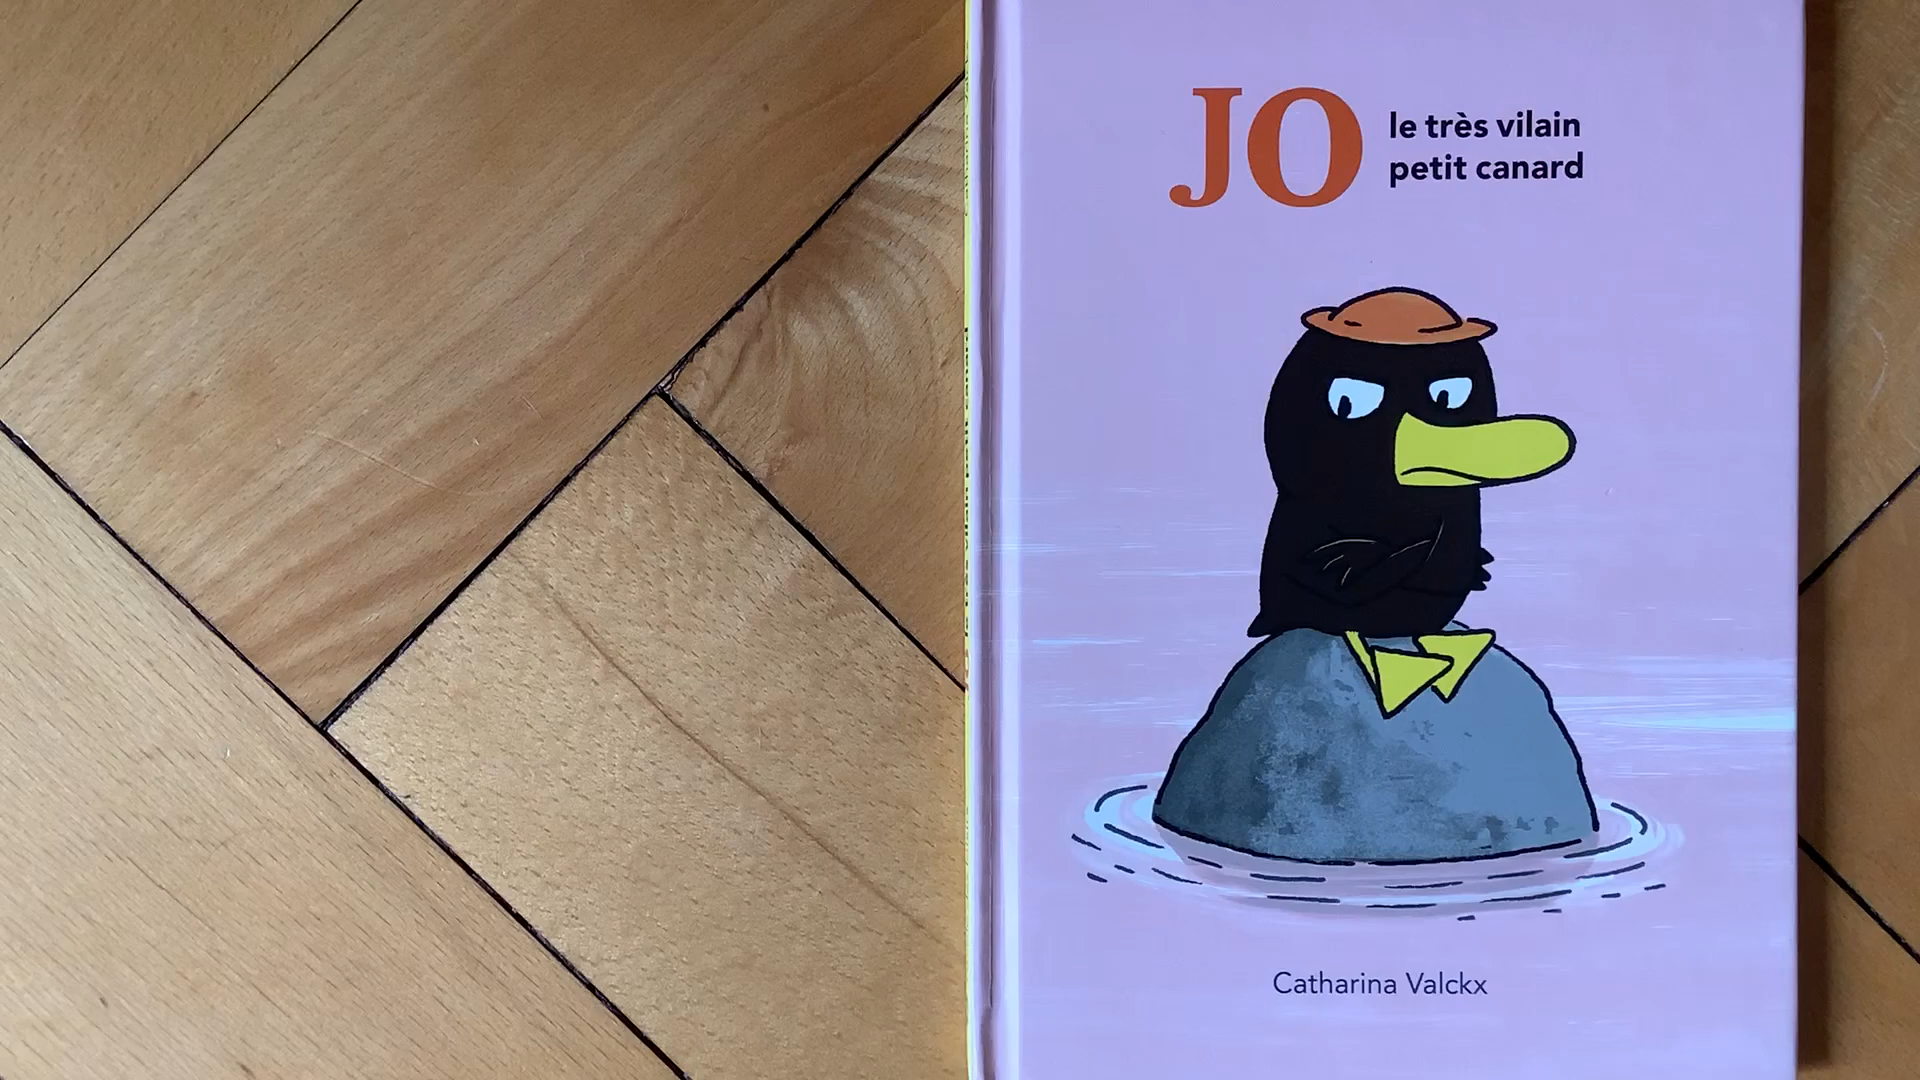 JO
le très vilain
petit canard
Catharina Valckx